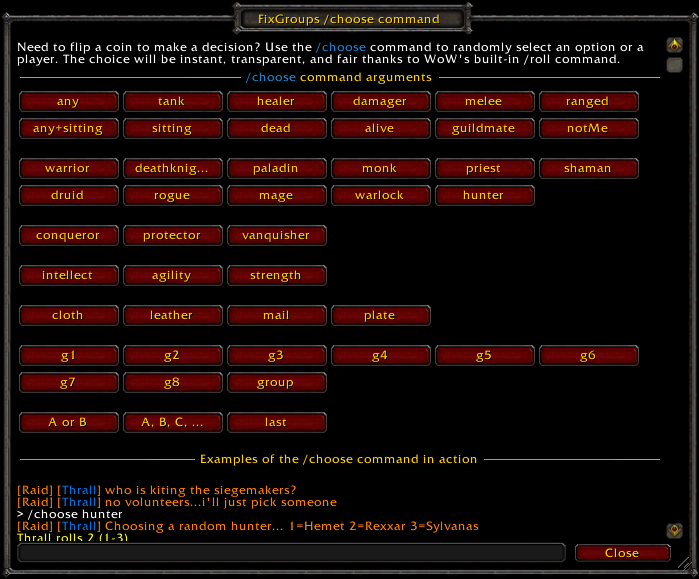 FixGroups /choose command
Need to flip a coin to make a decision? Use the /choose command to randomly select an option or a
player. The choice will be instant, transparent, and fair thanks to WoW's built-in /roll command.
/choose command arguments
any tank healer damager melee ranged
any+sitting sitting dead alive guildmate notMe
warrior deathknig... paladin monk priest shaman
druid rogue mage warlock hunter
conqueror protector vanquisher
intellect agility strength
cloth leather mail plate
g1 g2 g3 g4 g5 g6
g7 g8 group
A or B A, B, C, ... last
Examples of the /choose command in action
[Raid] [Thrall] who is kiting the siegemakers?
[Raid] [Thrall] no volunteers...i'll just pick someone
> /choose hunter
[Raid] [Thrall] Choosing a random hunter... 1=Hemet 2=Rexxar 3=Sylvanas
Thrall rolls 2 (1-3)
Close